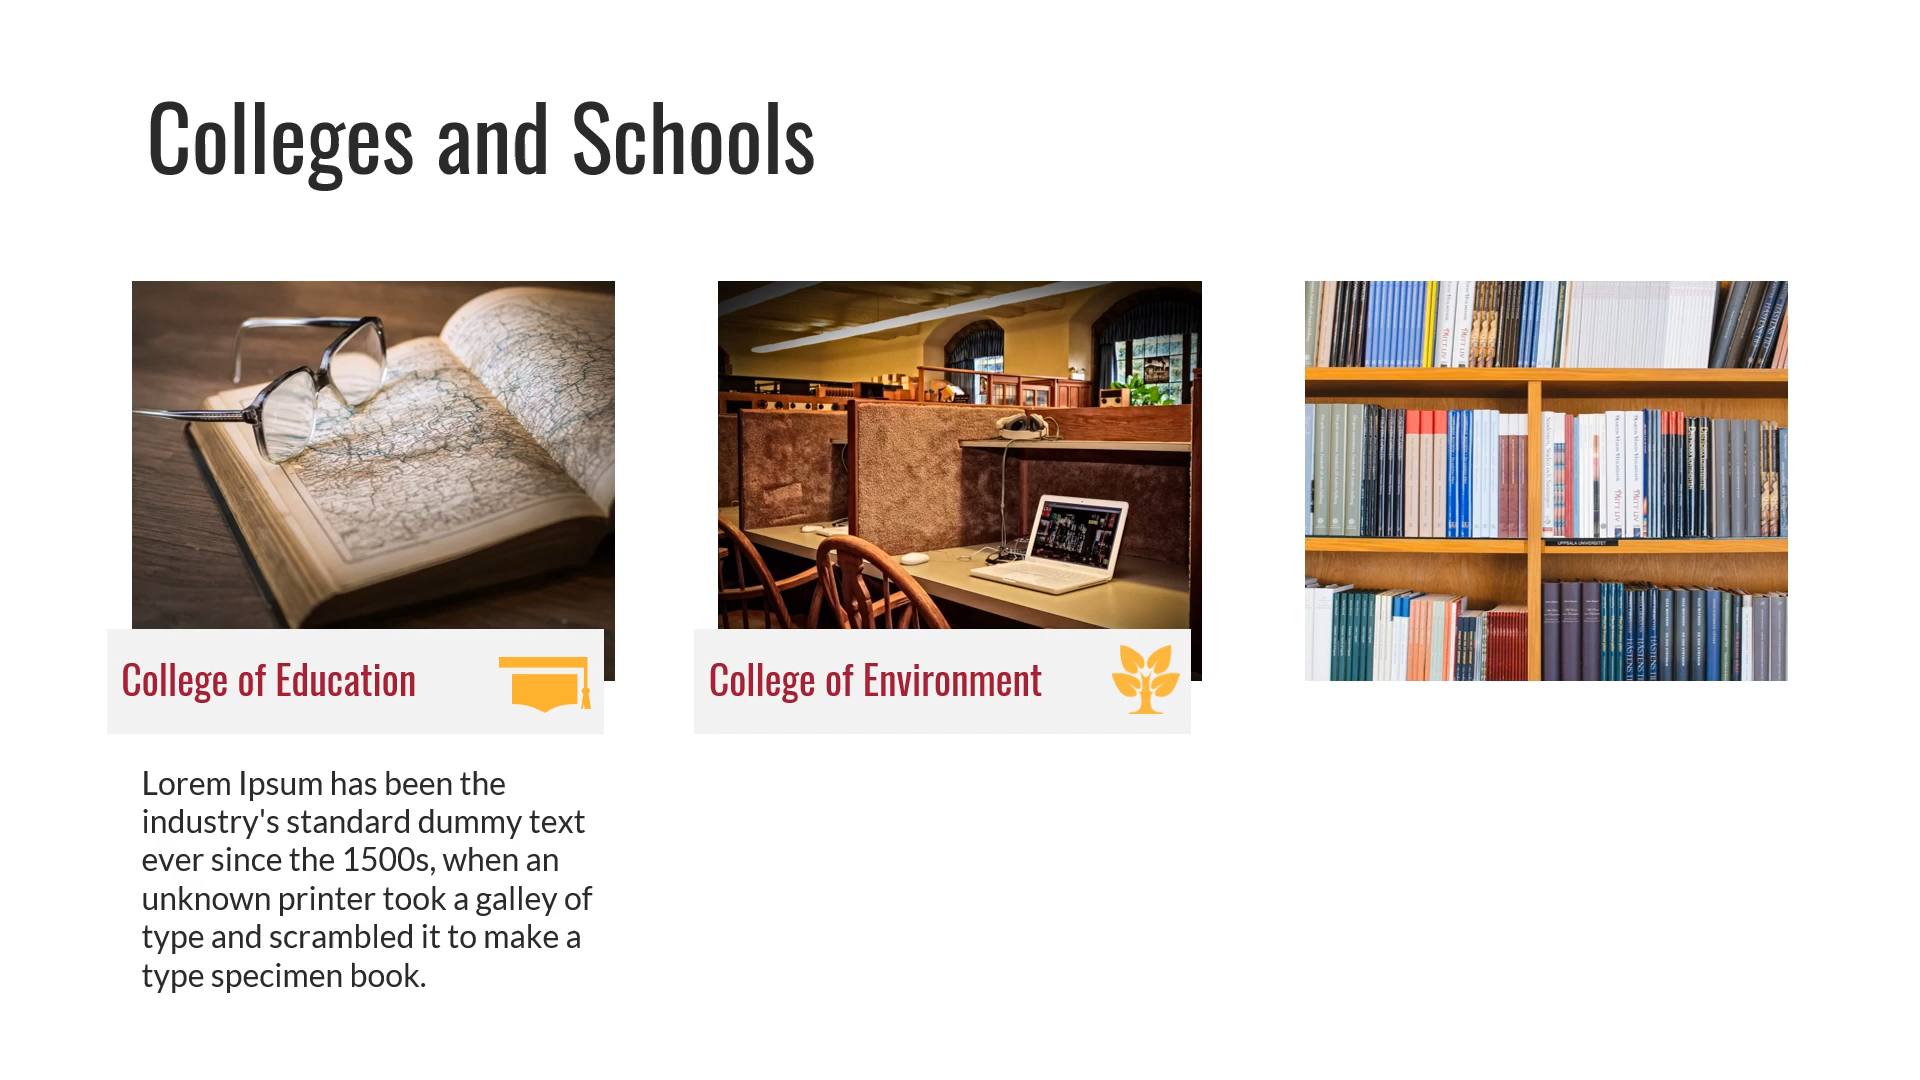 Colleges and Schools
College of Education
College of Environment
Lorem Ipsum has been the
industry's standard dummy text
ever since the 1500s, when an
unknown printer took a galley of
type and scrambled it to make a
type specimen book.
UPPSALA UNIVERSITET